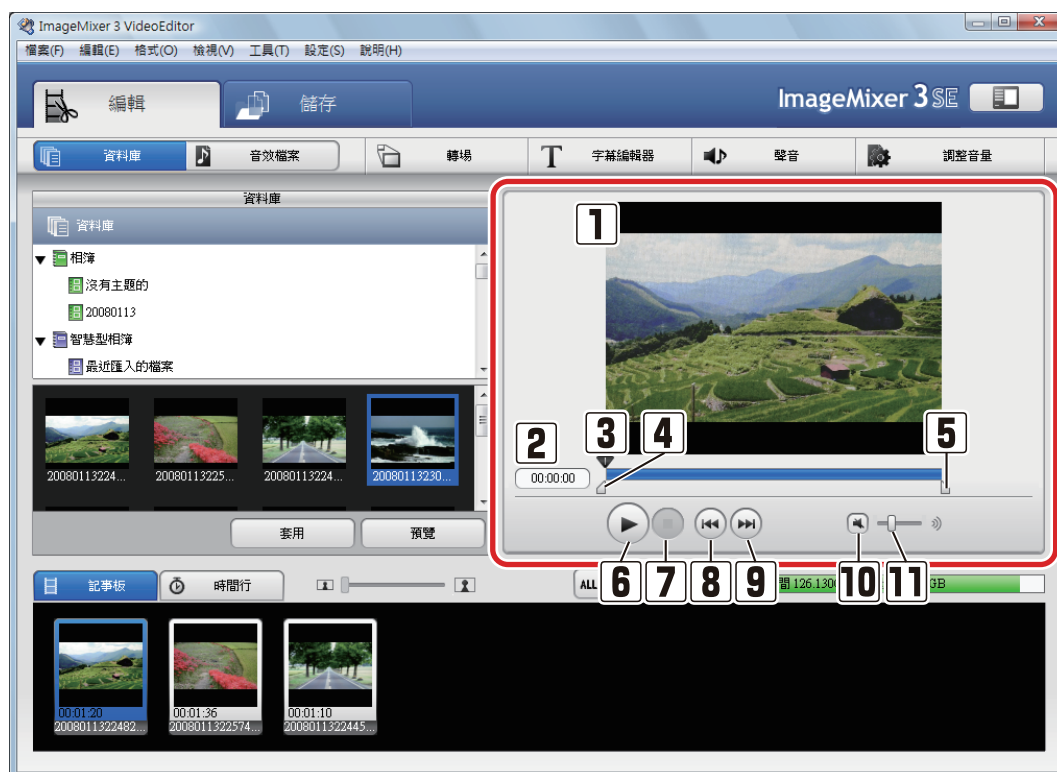 ImageMixer 3 VideoEditor
檔案(F) 編輯(E) 格式(O) 檢視(V) 工具(T) 設定(S) 說明(H)
編輯 儲存 ImageMixer 3 SE
資料庫 音效檔案 轉場 字幕編輯器 聲音 調整音量
資料庫
資料庫
相簿
沒有主題的
20080113
智慧型相簿
最近匯入的檔案
20080113224... 20080113225... 20080113224... 20080113230...
套用 預覽
1
2 3 4 5
00:00:00
6 7 8 9 10 11
記事板 時間行 ALL 間 126.130 GB
00:01:20 00:01:36 00:01:10
2008011322482... 2008011322574... 2008011322445...